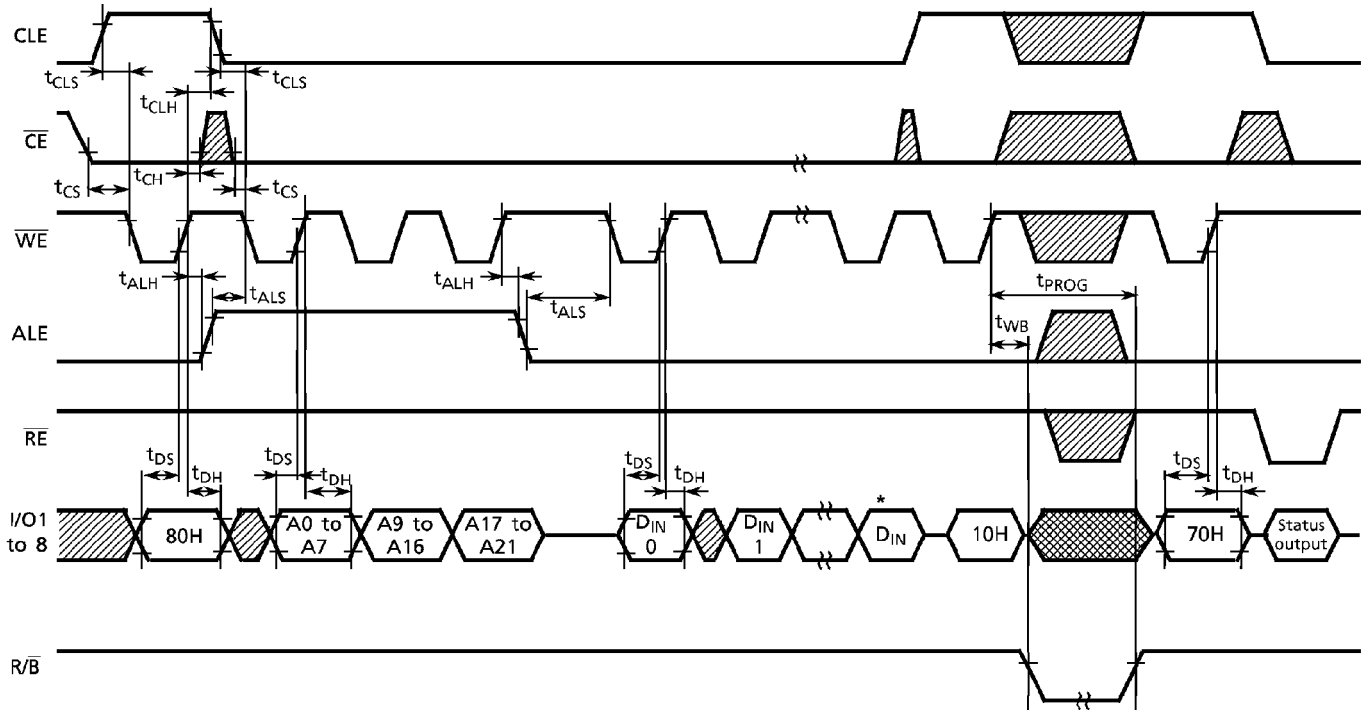 CLE
tCLS
tCLH
tCLS
CE
tCS
tCH
tCS
WE
tALH
tALS
tALH
tALS
tPROG
tWB
ALE
RE
tDS
tDH
tDS
tDH
tDS
tDH
tDS
tDH
I/O1
to 8
80H
A0 to
A7
A9 to
A16
A17 to
A21
DIN
0
DIN
1
*
DIN
10H
70H
Status
output
R/B